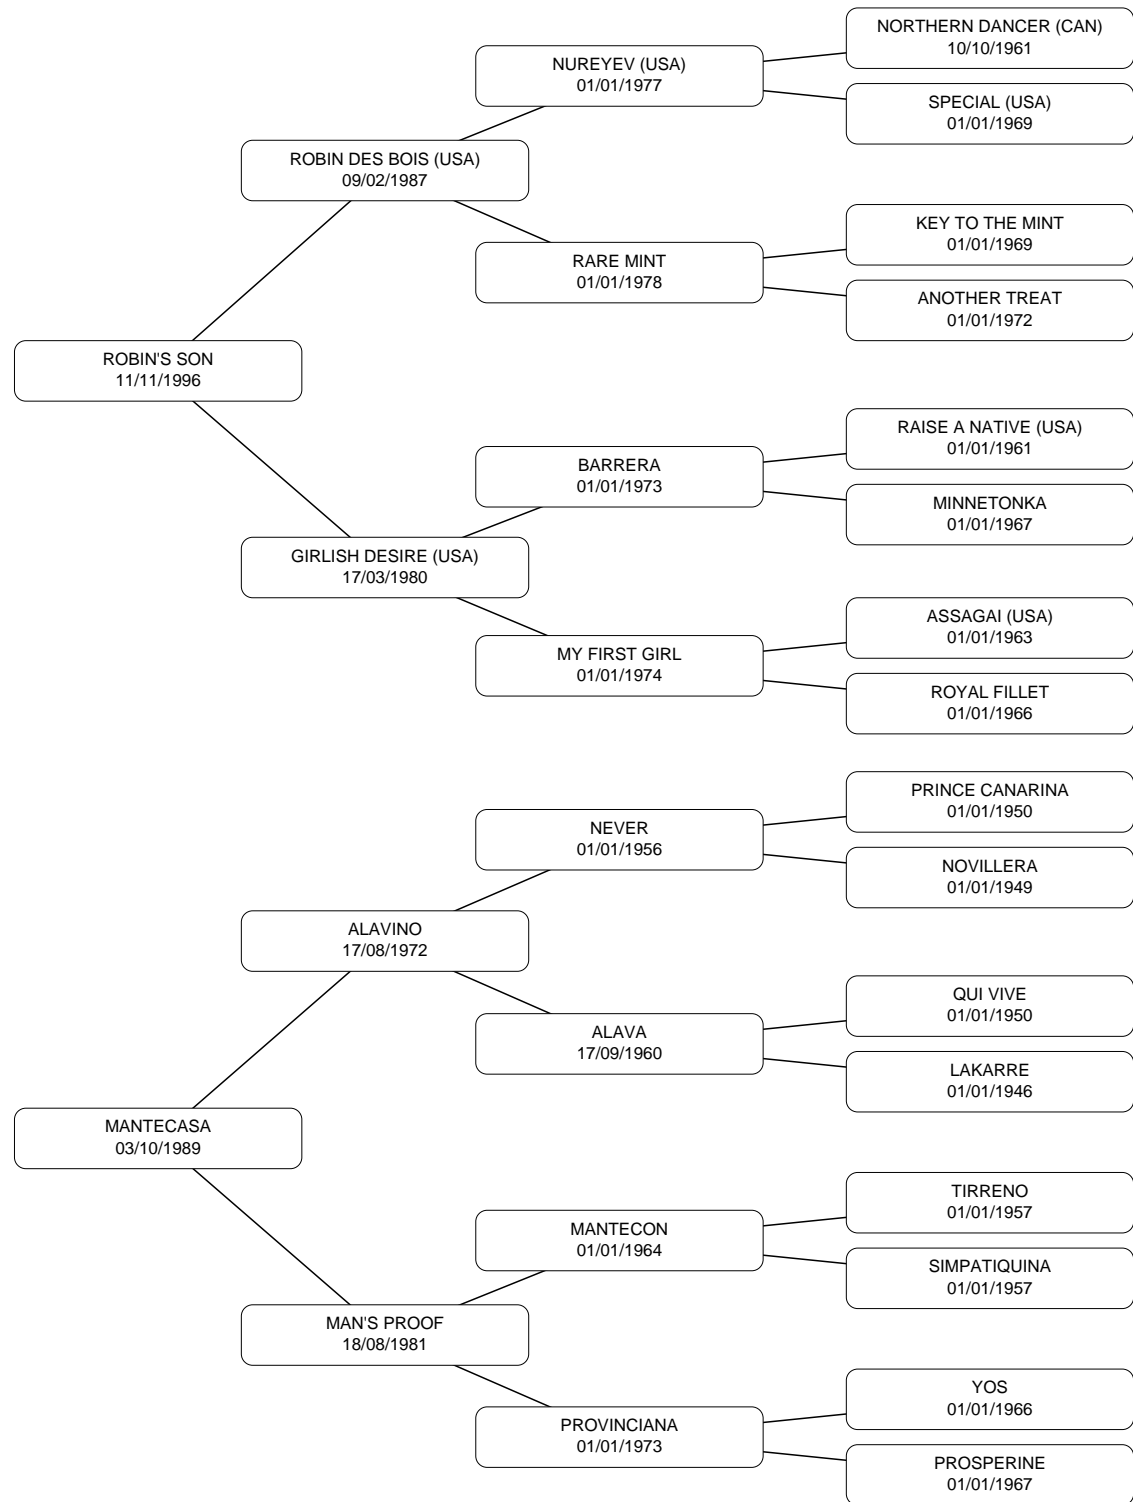 NORTHERN DANCER (CAN)
10/10/1961
NUREYEV (USA)
01/01/1977
SPECIAL (USA)
01/01/1969
ROBIN DES BOIS (USA)
09/02/1987
KEY TO THE MINT
01/01/1969
RARE MINT
01/01/1978
ANOTHER TREAT
01/01/1972
ROBIN'S SON
11/11/1996
RAISE A NATIVE (USA)
01/01/1961
BARRERA
01/01/1973
MINNETONKA
01/01/1967
GIRLISH DESIRE (USA)
17/03/1980
ASSAGAI (USA)
01/01/1963
MY FIRST GIRL
01/01/1974
ROYAL FILLET
01/01/1966
PRINCE CANARINA
01/01/1950
NEVER
01/01/1956
NOVILLERA
01/01/1949
ALAVINO
17/08/1972
QUI VIVE
01/01/1950
ALAVA
17/09/1960
LAKARRE
01/01/1946
MANTECASA
03/10/1989
TIRRENO
01/01/1957
MANTECON
01/01/1964
SIMPATIQUINA
01/01/1957
MAN'S PROOF
18/08/1981
YOS
01/01/1966
PROVINCIANA
01/01/1973
PROSPERINE
01/01/1967